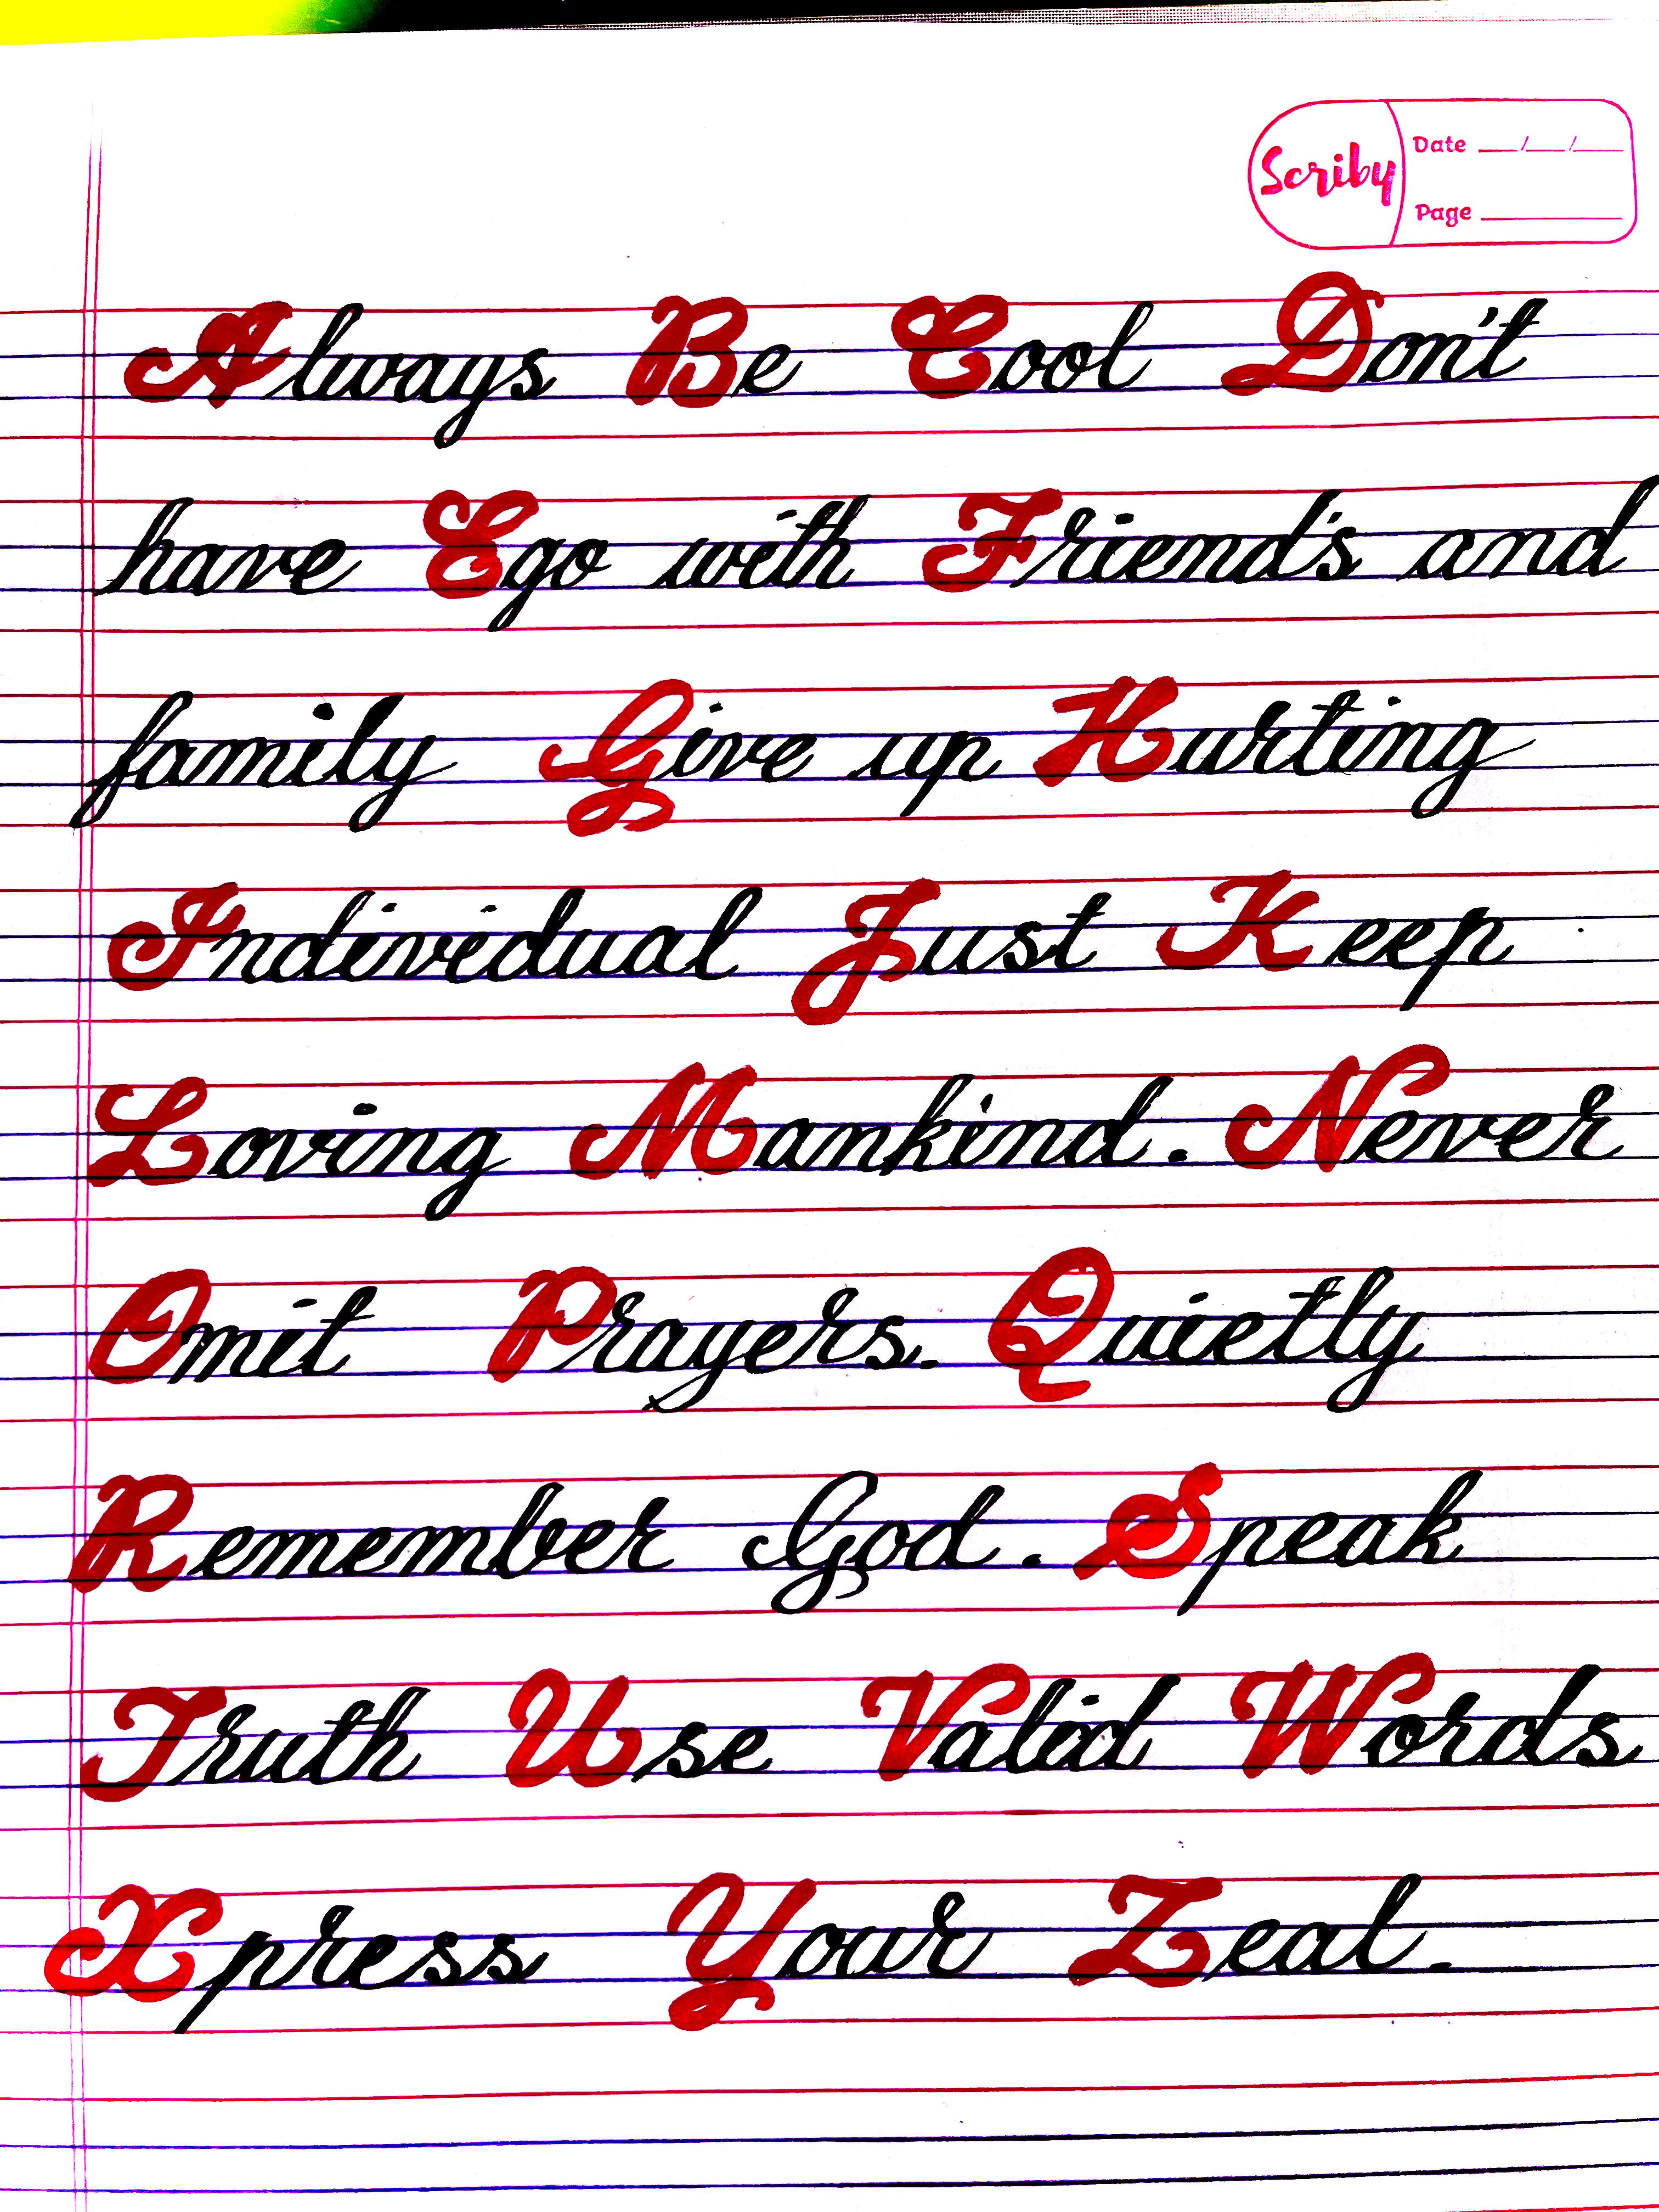 Scriby
Date __/__/__
Page ______
Always Be Cool Don't
have Ego with Friend's and
family Give up Hurting
Individual Just Keep
Loving Mankind. Never
Omit Prayers. Quietly
Remember God. Speak
Truth Use Valid Words
Xpress Your Zeal.